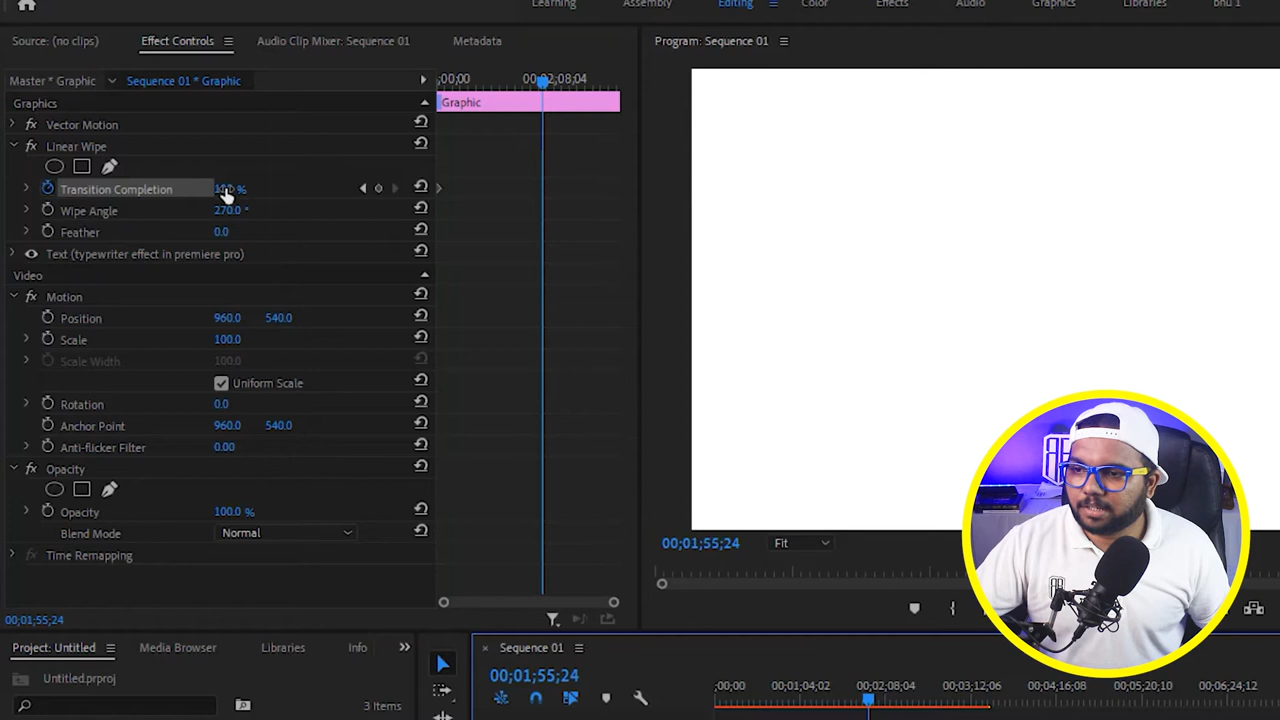 Learning Assembly Editing Color Effects Audio Graphics Libraries bhu 1
Source: (no clips) Effect Controls Audio Clip Mixer: Sequence 01 Metadata
Program: Sequence 01
Master * Graphic Sequence 01 * Graphic
;00;00 00;02;08;04
Graphics
Graphic
Vector Motion
Linear Wipe
Transition Completion %
Wipe Angle 270.0 °
Feather 0.0
Text (typewriter effect in premiere pro)
Video
Motion
Position 960.0 540.0
Scale 100.0
Scale Width 100.0
Uniform Scale
Rotation 0.0
Anchor Point 960.0 540.0
Anti-flicker Filter 0.00
Opacity
Opacity 100.0 %
Blend Mode Normal
Time Remapping
00;01;55;24
00;01;55;24 Fit
Project: Untitled Media Browser Libraries Info
Untitled.prproj
3 Items
× Sequence 01
00;01;55;24
;00;00 00;01;04;02 00;02;08;04 00;03;12;06 00;04;16;08 00;05;20;10 00;06;24;12